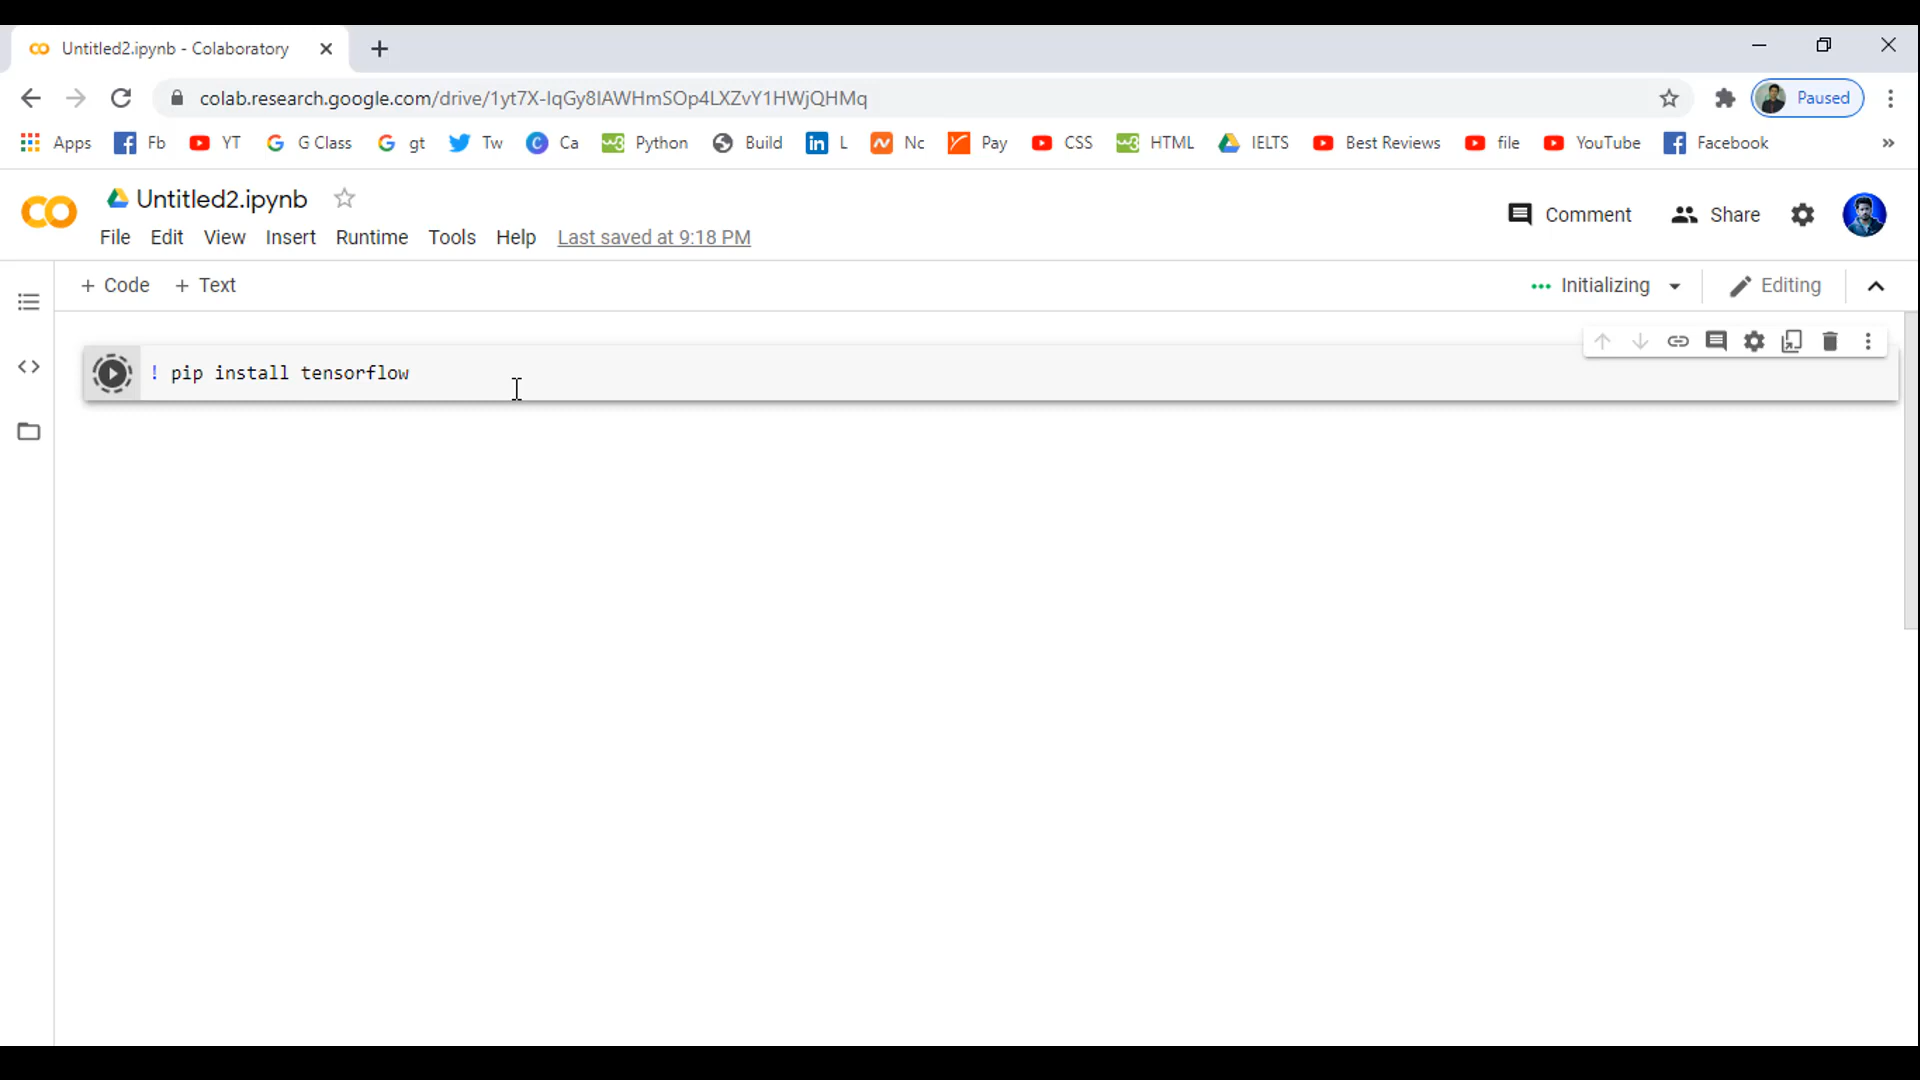 Untitled2.ipynb - Colaboratory
colab.research.google.com/drive/1yt7X-IqGy8IAWHmSOp4LXZvY1HWjQHMq
Paused
Apps Fb YT G Class gt Tw Ca Python Build L Nc Pay CSS HTML IELTS Best Reviews file YouTube Facebook »
Untitled2.ipynb
Comment Share
File Edit View Insert Runtime Tools Help Last saved at 9:18 PM
+ Code + Text Initializing Editing
! pip install tensorflow